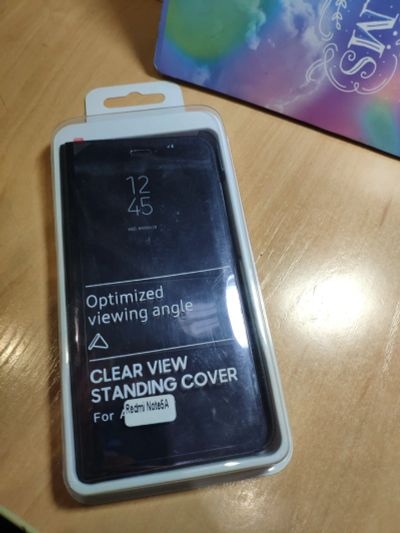 12
45
Optimized
viewing angle
CLEAR VIEW
STANDING COVER
For
Redmi Note5A